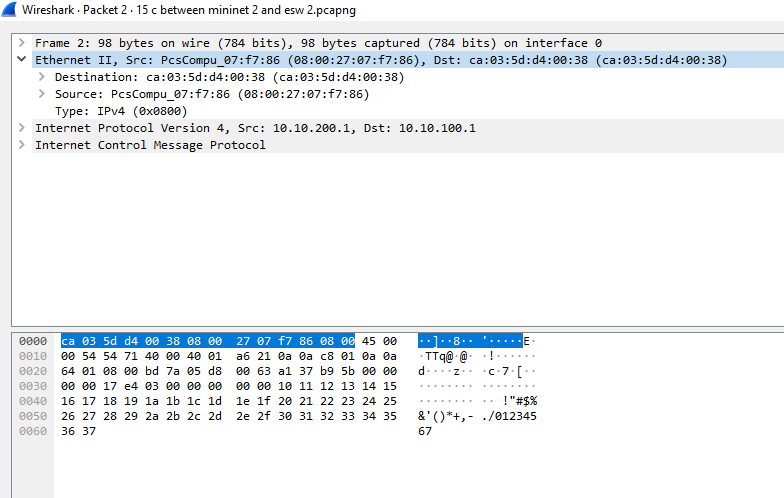 Wireshark · Packet 2 · 15 c between mininet 2 and esw 2.pcapng
Frame 2: 98 bytes on wire (784 bits), 98 bytes captured (784 bits) on interface 0
Ethernet II, Src: PcsCompu_07:f7:86 (08:00:27:07:f7:86), Dst: ca:03:5d:d4:00:38 (ca:03:5d:d4:00:38)
Destination: ca:03:5d:d4:00:38 (ca:03:5d:d4:00:38)
Source: PcsCompu_07:f7:86 (08:00:27:07:f7:86)
Type: IPv4 (0x0800)
Internet Protocol Version 4, Src: 10.10.200.1, Dst: 10.10.100.1
Internet Control Message Protocol
0000 ca 03 5d d4 00 38 08 00 27 07 f7 86 08 00 45 00 ··]··8·· '·····E·
0010 00 54 54 71 40 00 40 01 a6 21 0a 0a c8 01 0a 0a ·TTq@·@· ·!······
0020 64 01 08 00 bd 7a 05 d8 00 63 a1 37 b9 5b 00 00 d····z·· ·c·7·[··
0030 00 00 17 e4 03 00 00 00 00 00 10 11 12 13 14 15 ········ ········
0040 16 17 18 19 1a 1b 1c 1d 1e 1f 20 21 22 23 24 25 ········ ·· !"#$%
0050 26 27 28 29 2a 2b 2c 2d 2e 2f 30 31 32 33 34 35 &'()*+,- ./012345
0060 36 37 67